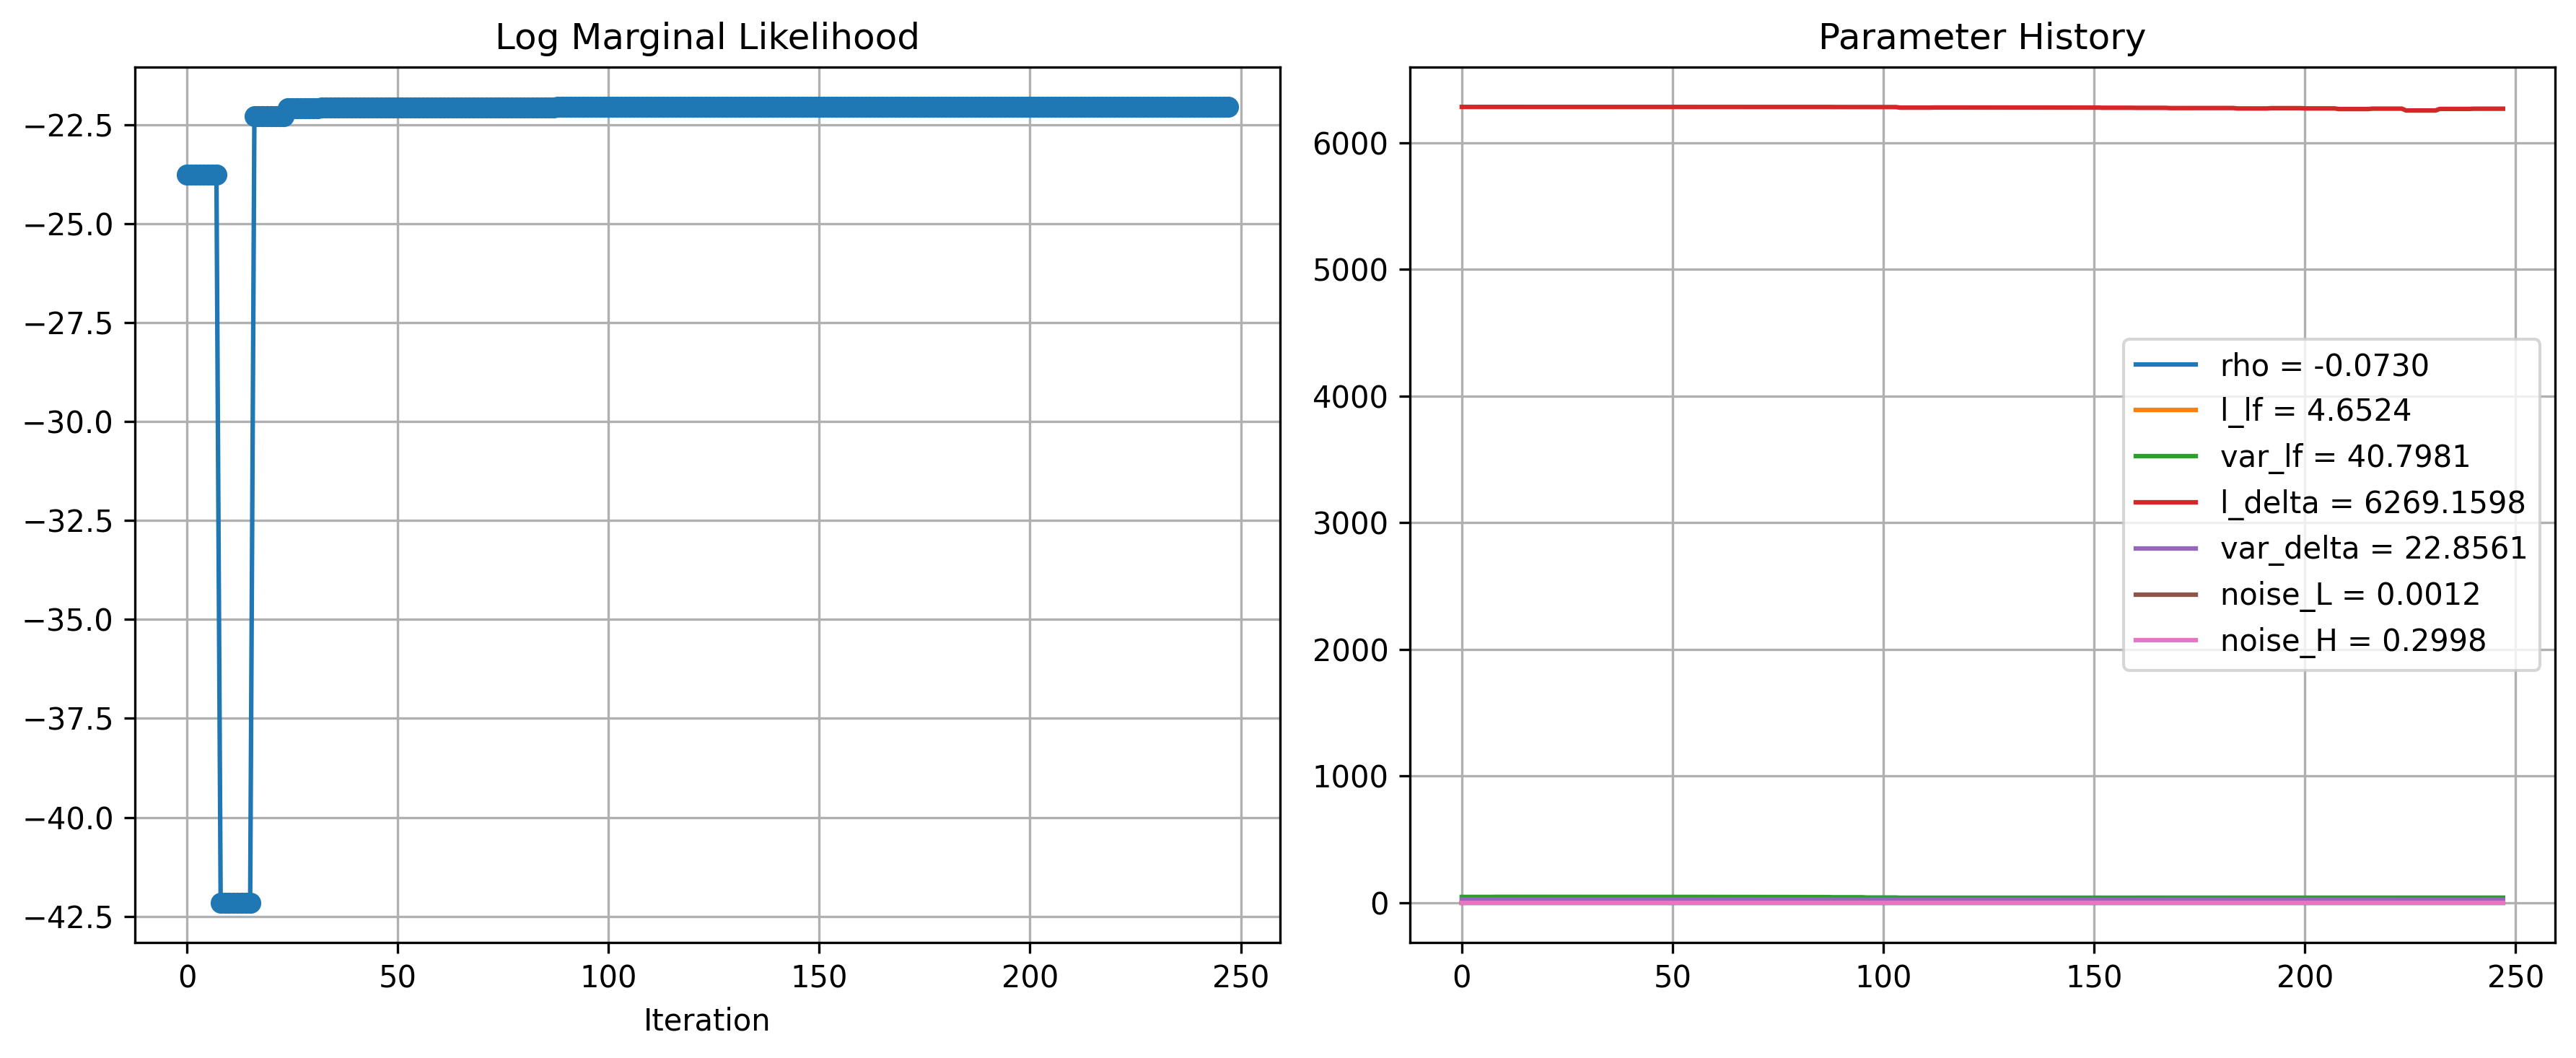 Log Marginal Likelihood
−22.5
−25.0
−27.5
−30.0
−32.5
−35.0
−37.5
−40.0
−42.5
0 50 100 150 200 250
Iteration
Parameter History
6000
5000
4000
3000
2000
1000
0
rho = -0.0730
l_lf = 4.6524
var_lf = 40.7981
l_delta = 6269.1598
var_delta = 22.8561
noise_L = 0.0012
noise_H = 0.2998
0 50 100 150 200 250